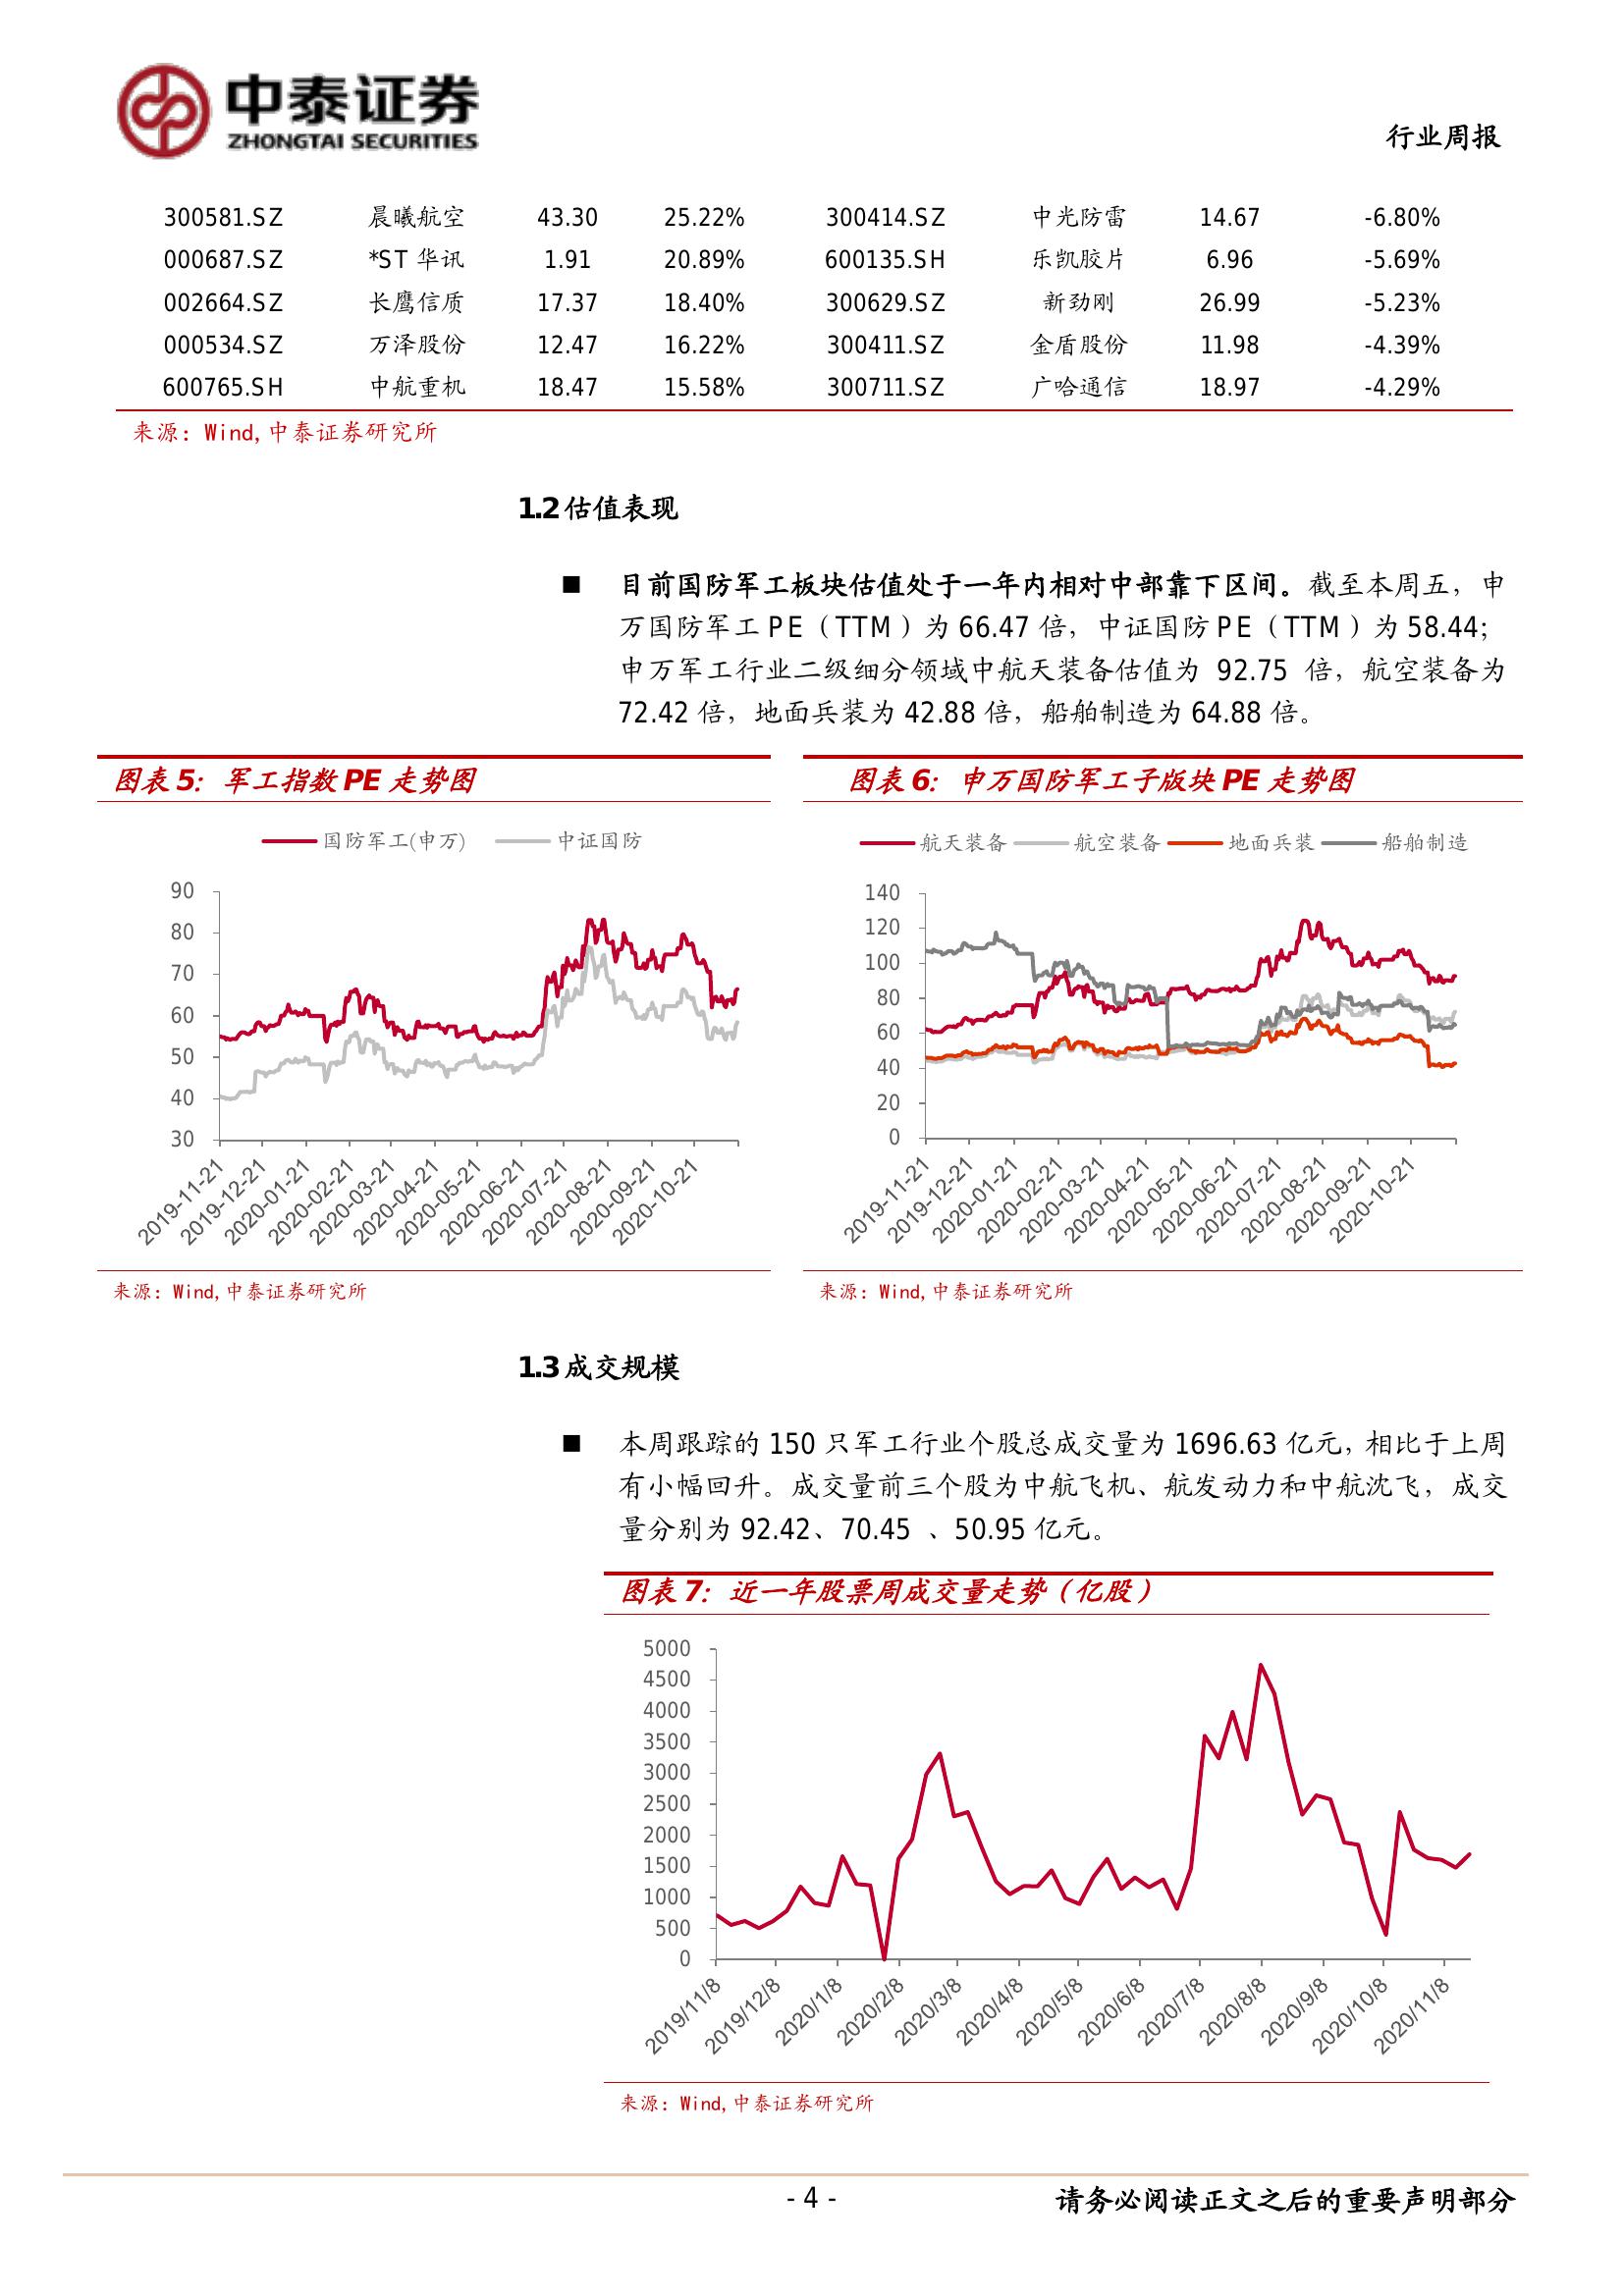 中泰证券
ZHONGTAI SECURITIES
行业周报
300581.SZ 晨曦航空 43.30 25.22% 300414.SZ 中光防雷 14.67 -6.80%
000687.SZ *ST 华讯 1.91 20.89% 600135.SH 乐凯胶片 6.96 -5.69%
002664.SZ 长鹰信质 17.37 18.40% 300629.SZ 新劲刚 26.99 -5.23%
000534.SZ 万泽股份 12.47 16.22% 300411.SZ 金盾股份 11.98 -4.39%
600765.SH 中航重机 18.47 15.58% 300711.SZ 广哈通信 18.97 -4.29%
来源：Wind,中泰证券研究所
1.2 估值表现
■ 目前国防军工板块估值处于一年内相对中部靠下区间。截至本周五，申
万国防军工 PE（TTM）为 66.47 倍，中证国防 PE（TTM）为 58.44；
申万军工行业二级细分领域中航天装备估值为 92.75 倍，航空装备为
72.42 倍，地面兵装为 42.88 倍，船舶制造为 64.88 倍。
图表 5：军工指数 PE 走势图
国防军工(申万) 中证国防
90
80
70
60
50
40
30
2019-11-21 2019-12-21 2020-01-21 2020-02-21 2020-03-21 2020-04-21 2020-05-21 2020-06-21 2020-07-21 2020-08-21 2020-09-21 2020-10-21
来源：Wind,中泰证券研究所
图表 6：申万国防军工子版块 PE 走势图
航天装备 航空装备 地面兵装 船舶制造
140
120
100
80
60
40
20
0
2019-11-21 2019-12-21 2020-01-21 2020-02-21 2020-03-21 2020-04-21 2020-05-21 2020-06-21 2020-07-21 2020-08-21 2020-09-21 2020-10-21
来源：Wind,中泰证券研究所
1.3 成交规模
■ 本周跟踪的 150 只军工行业个股总成交量为 1696.63 亿元，相比于上周
有小幅回升。成交量前三个股为中航飞机、航发动力和中航沈飞，成交
量分别为 92.42、70.45 、50.95 亿元。
图表 7：近一年股票周成交量走势（亿股）
5000
4500
4000
3500
3000
2500
2000
1500
1000
500
0
2019/11/8 2019/12/8 2020/1/8 2020/2/8 2020/3/8 2020/4/8 2020/5/8 2020/6/8 2020/7/8 2020/8/8 2020/9/8 2020/10/8 2020/11/8
来源：Wind,中泰证券研究所
- 4 -
请务必阅读正文之后的重要声明部分